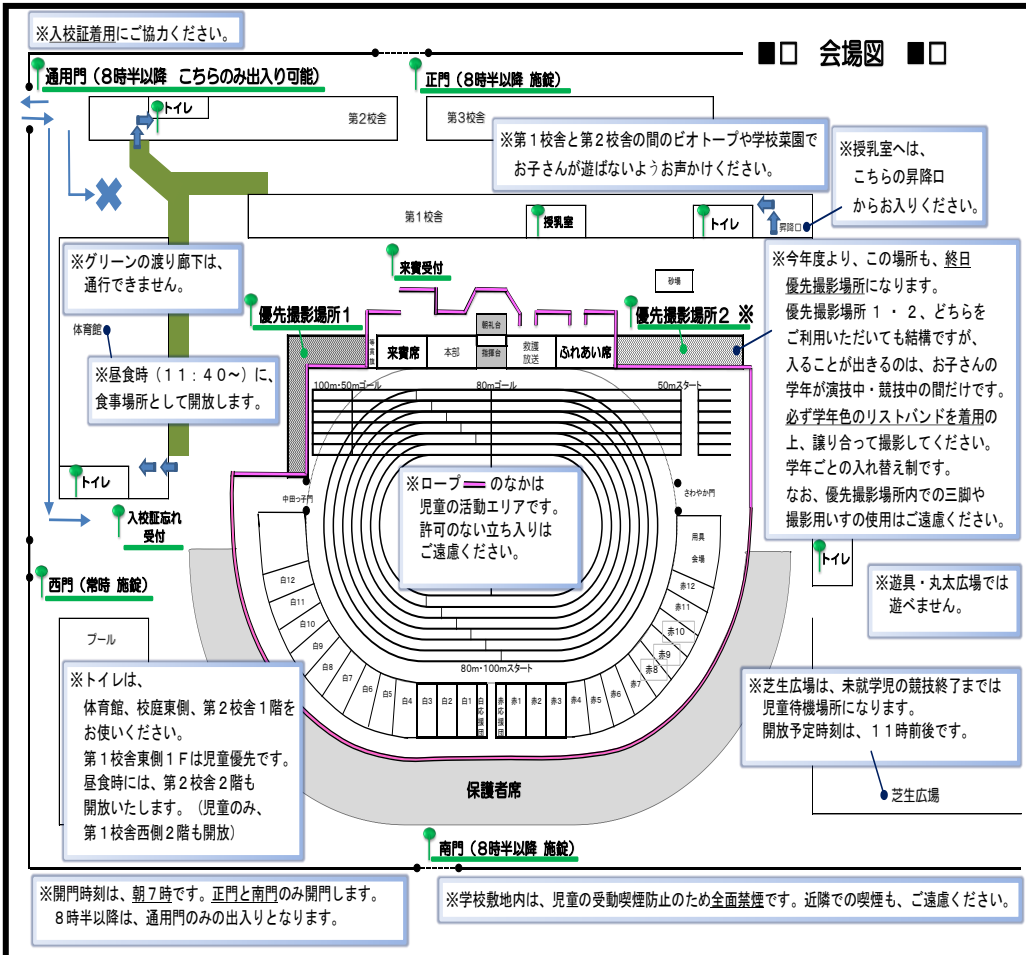 ※入校証着用にご協力ください。
■□ 会場図 ■□
通用門(8時半以降 こちらのみ出入り可能)
正門(8時半以降 施錠)
トイレ
第2校舎
第3校舎
※第1校舎と第2校舎の間のビオトープや学校菜園で
お子さんが遊ばないようお声かけください。
※授乳室へは、
こちらの昇降口
からお入りください。
第1校舎
授乳室
トイレ
昇降口
※グリーンの渡り廊下は、
通行できません。
来賓受付
砂場
※今年度より、この場所も、終日
優先撮影場所になります。
優先撮影場所 1 ・ 2、どちらを
ご利用いただいても結構ですが、
入ることが出きるのは、お子さんの
学年が演技中・競技中の間だけです。
必ず学年色のリストバンドを着用の
上、譲り合って撮影してください。
学年ごとの入れ替え制です。
なお、優先撮影場所内での三脚や
撮影用いすの使用はご遠慮ください。
優先撮影場所1
優先撮影場所2 ※
体育館
※昼食時(11:40~)に、
食事場所として開放します。
朝礼台
来賓席
本部
指揮台
救護
放送
ふれあい席
100m・50mゴール
80mゴール
50mスタート
※ロープ のなかは
児童の活動エリアです。
許可のない立ち入りは
ご遠慮ください。
トイレ
中田っ子門
さわやか門
入校証忘れ
受付
用具
会場
トイレ
西門(常時 施錠)
※遊具・丸太広場では
遊べません。
白12
白11
白10
白9
白8
白7
白6
白5
白4
白3
白2
白1
白応援団
赤応援団
赤1
赤2
赤3
赤4
赤5
赤6
赤7
赤8
赤9
赤10
赤11
赤12
80m・100mスタート
プール
※トイレは、
体育館、校庭東側、第2校舎1階を
お使いください。
第1校舎東側1Fは児童優先です。
昼食時には、第2校舎2階も
開放いたします。(児童のみ、
第1校舎西側2階も開放)
※芝生広場は、未就学児の競技終了までは
児童待機場所になります。
開放予定時刻は、11時前後です。
芝生広場
保護者席
南門(8時半以降 施錠)
※開門時刻は、朝7時です。正門と南門のみ開門します。
8時半以降は、通用門のみの出入りとなります。
※学校敷地内は、児童の受動喫煙防止のため全面禁煙です。近隣での喫煙も、ご遠慮ください。